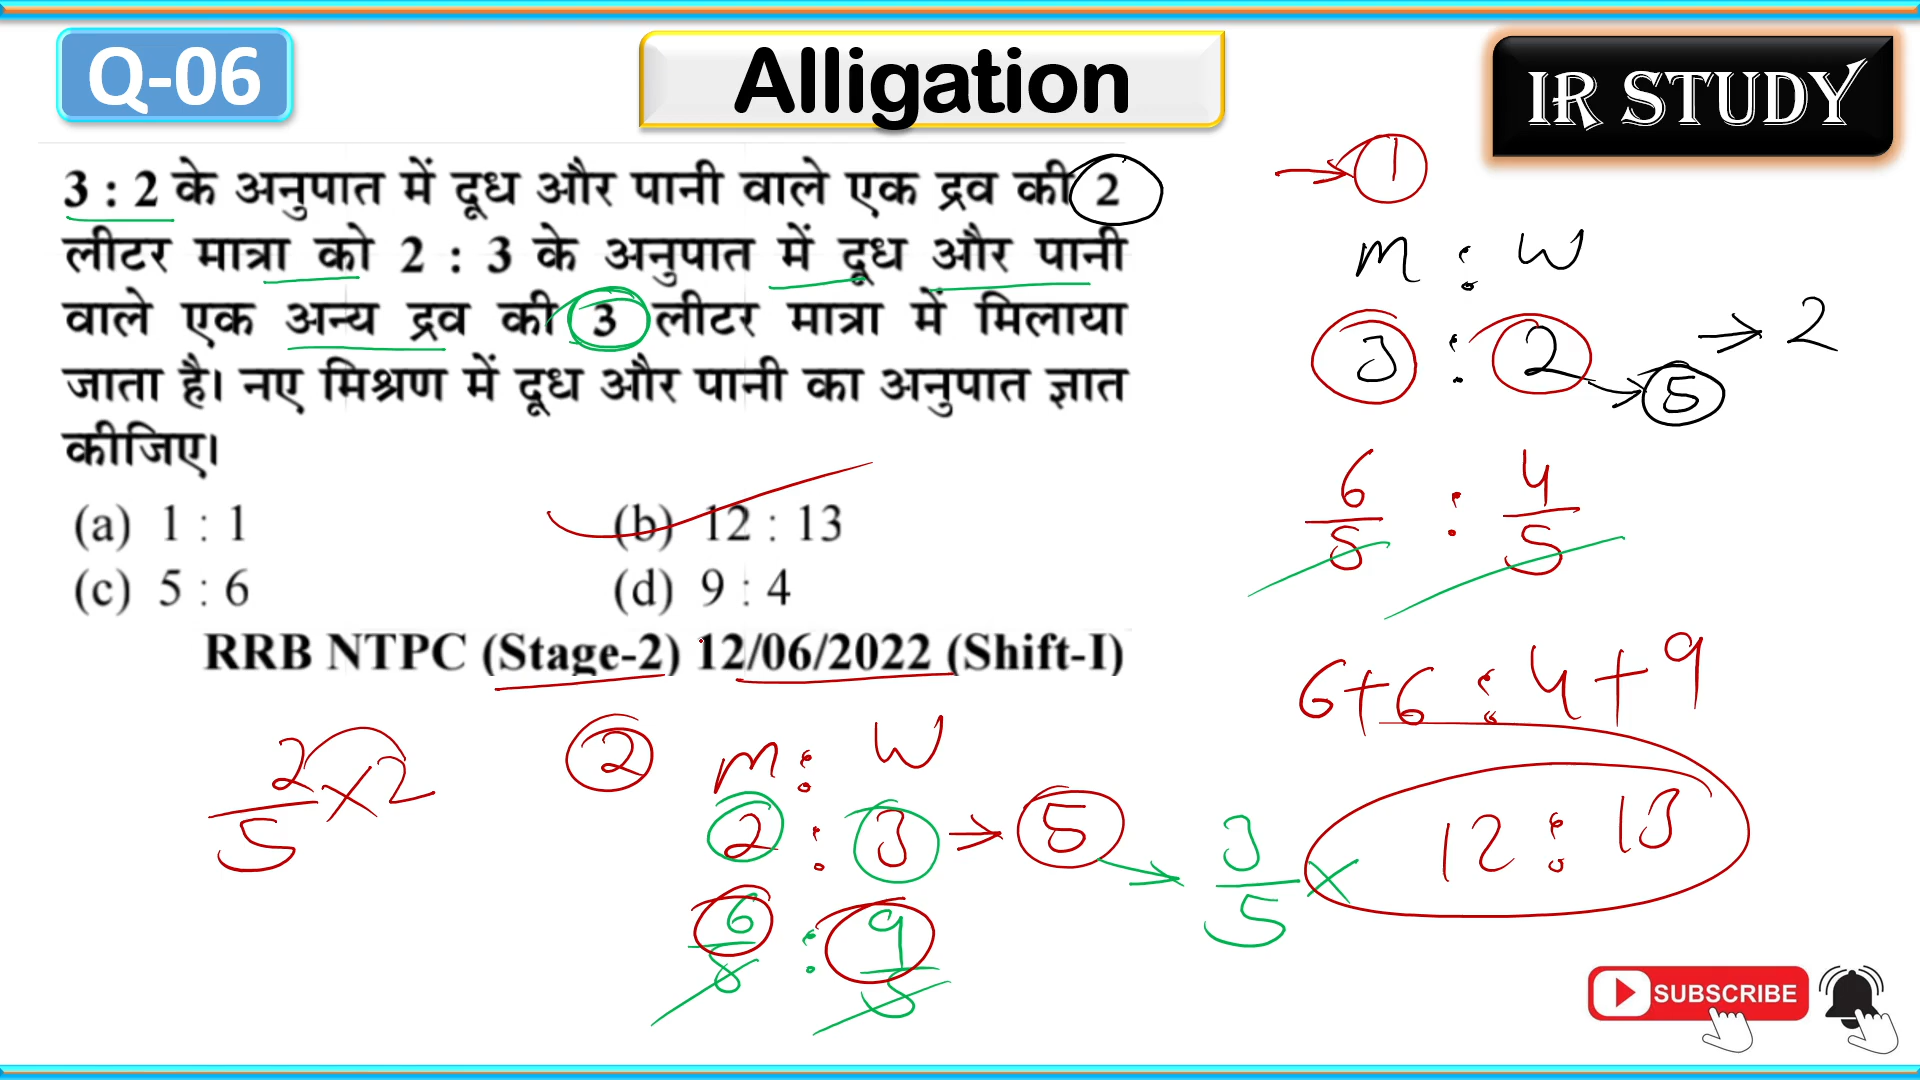 Q-06
Alligation
IR STUDY
3 : 2 के अनुपात में दूध और पानी वाले एक द्रव की 2
लीटर मात्रा को 2 : 3 के अनुपात में दूध और पानी
वाले एक अन्य द्रव की 3 लीटर मात्रा में मिलाया
जाता है। नए मिश्रण में दूध और पानी का अनुपात ज्ञात
कीजिए।
(a) 1 : 1 (b) 12 : 13
(c) 5 : 6 (d) 9 : 4
RRB NTPC (Stage-2) 12/06/2022 (Shift-I)
→ 1
m : W
3 : 2 → 5 → 2
6/5 : 4/5
6+6 : 4+9
12 : 13
2/5 × 2
2
m : W
2 : 3 → 5 → 3/5 ×
6/5 : 9/5
SUBSCRIBE